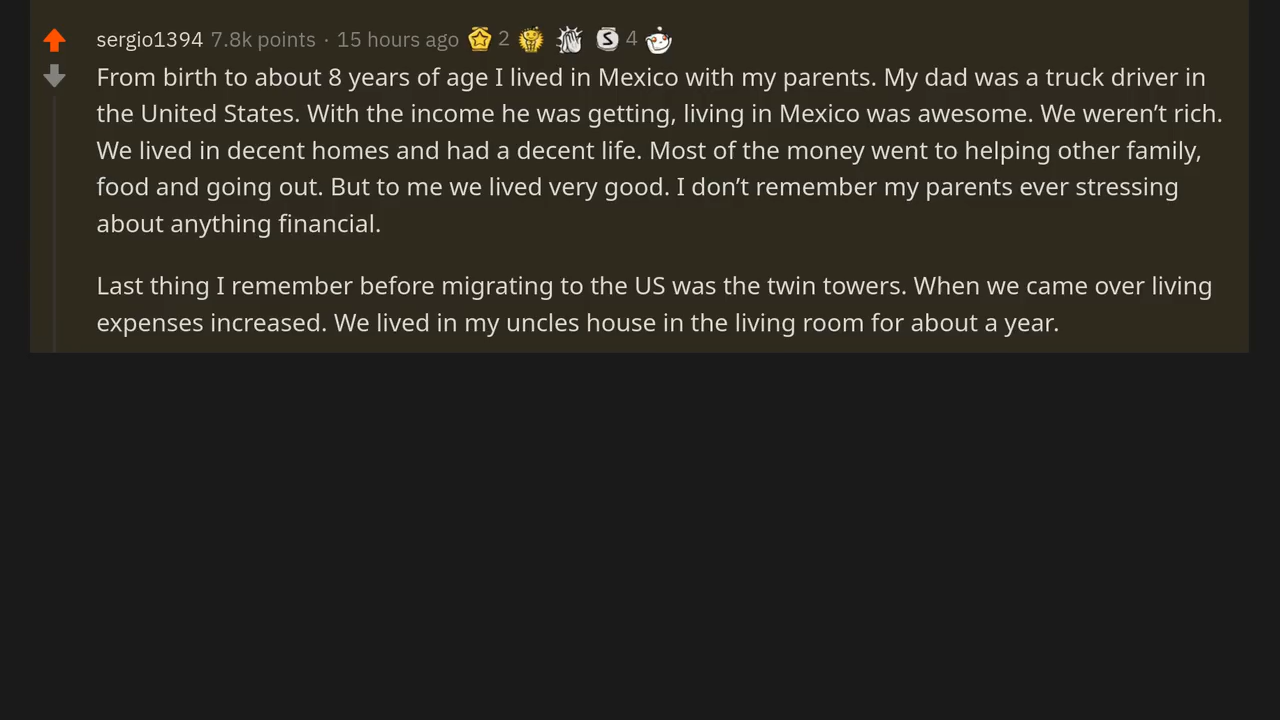 sergio1394 7.8k points · 15 hours ago 2 S 4
From birth to about 8 years of age I lived in Mexico with my parents. My dad was a truck driver in
the United States. With the income he was getting, living in Mexico was awesome. We weren’t rich.
We lived in decent homes and had a decent life. Most of the money went to helping other family,
food and going out. But to me we lived very good. I don’t remember my parents ever stressing
about anything financial.
Last thing I remember before migrating to the US was the twin towers. When we came over living
expenses increased. We lived in my uncles house in the living room for about a year.